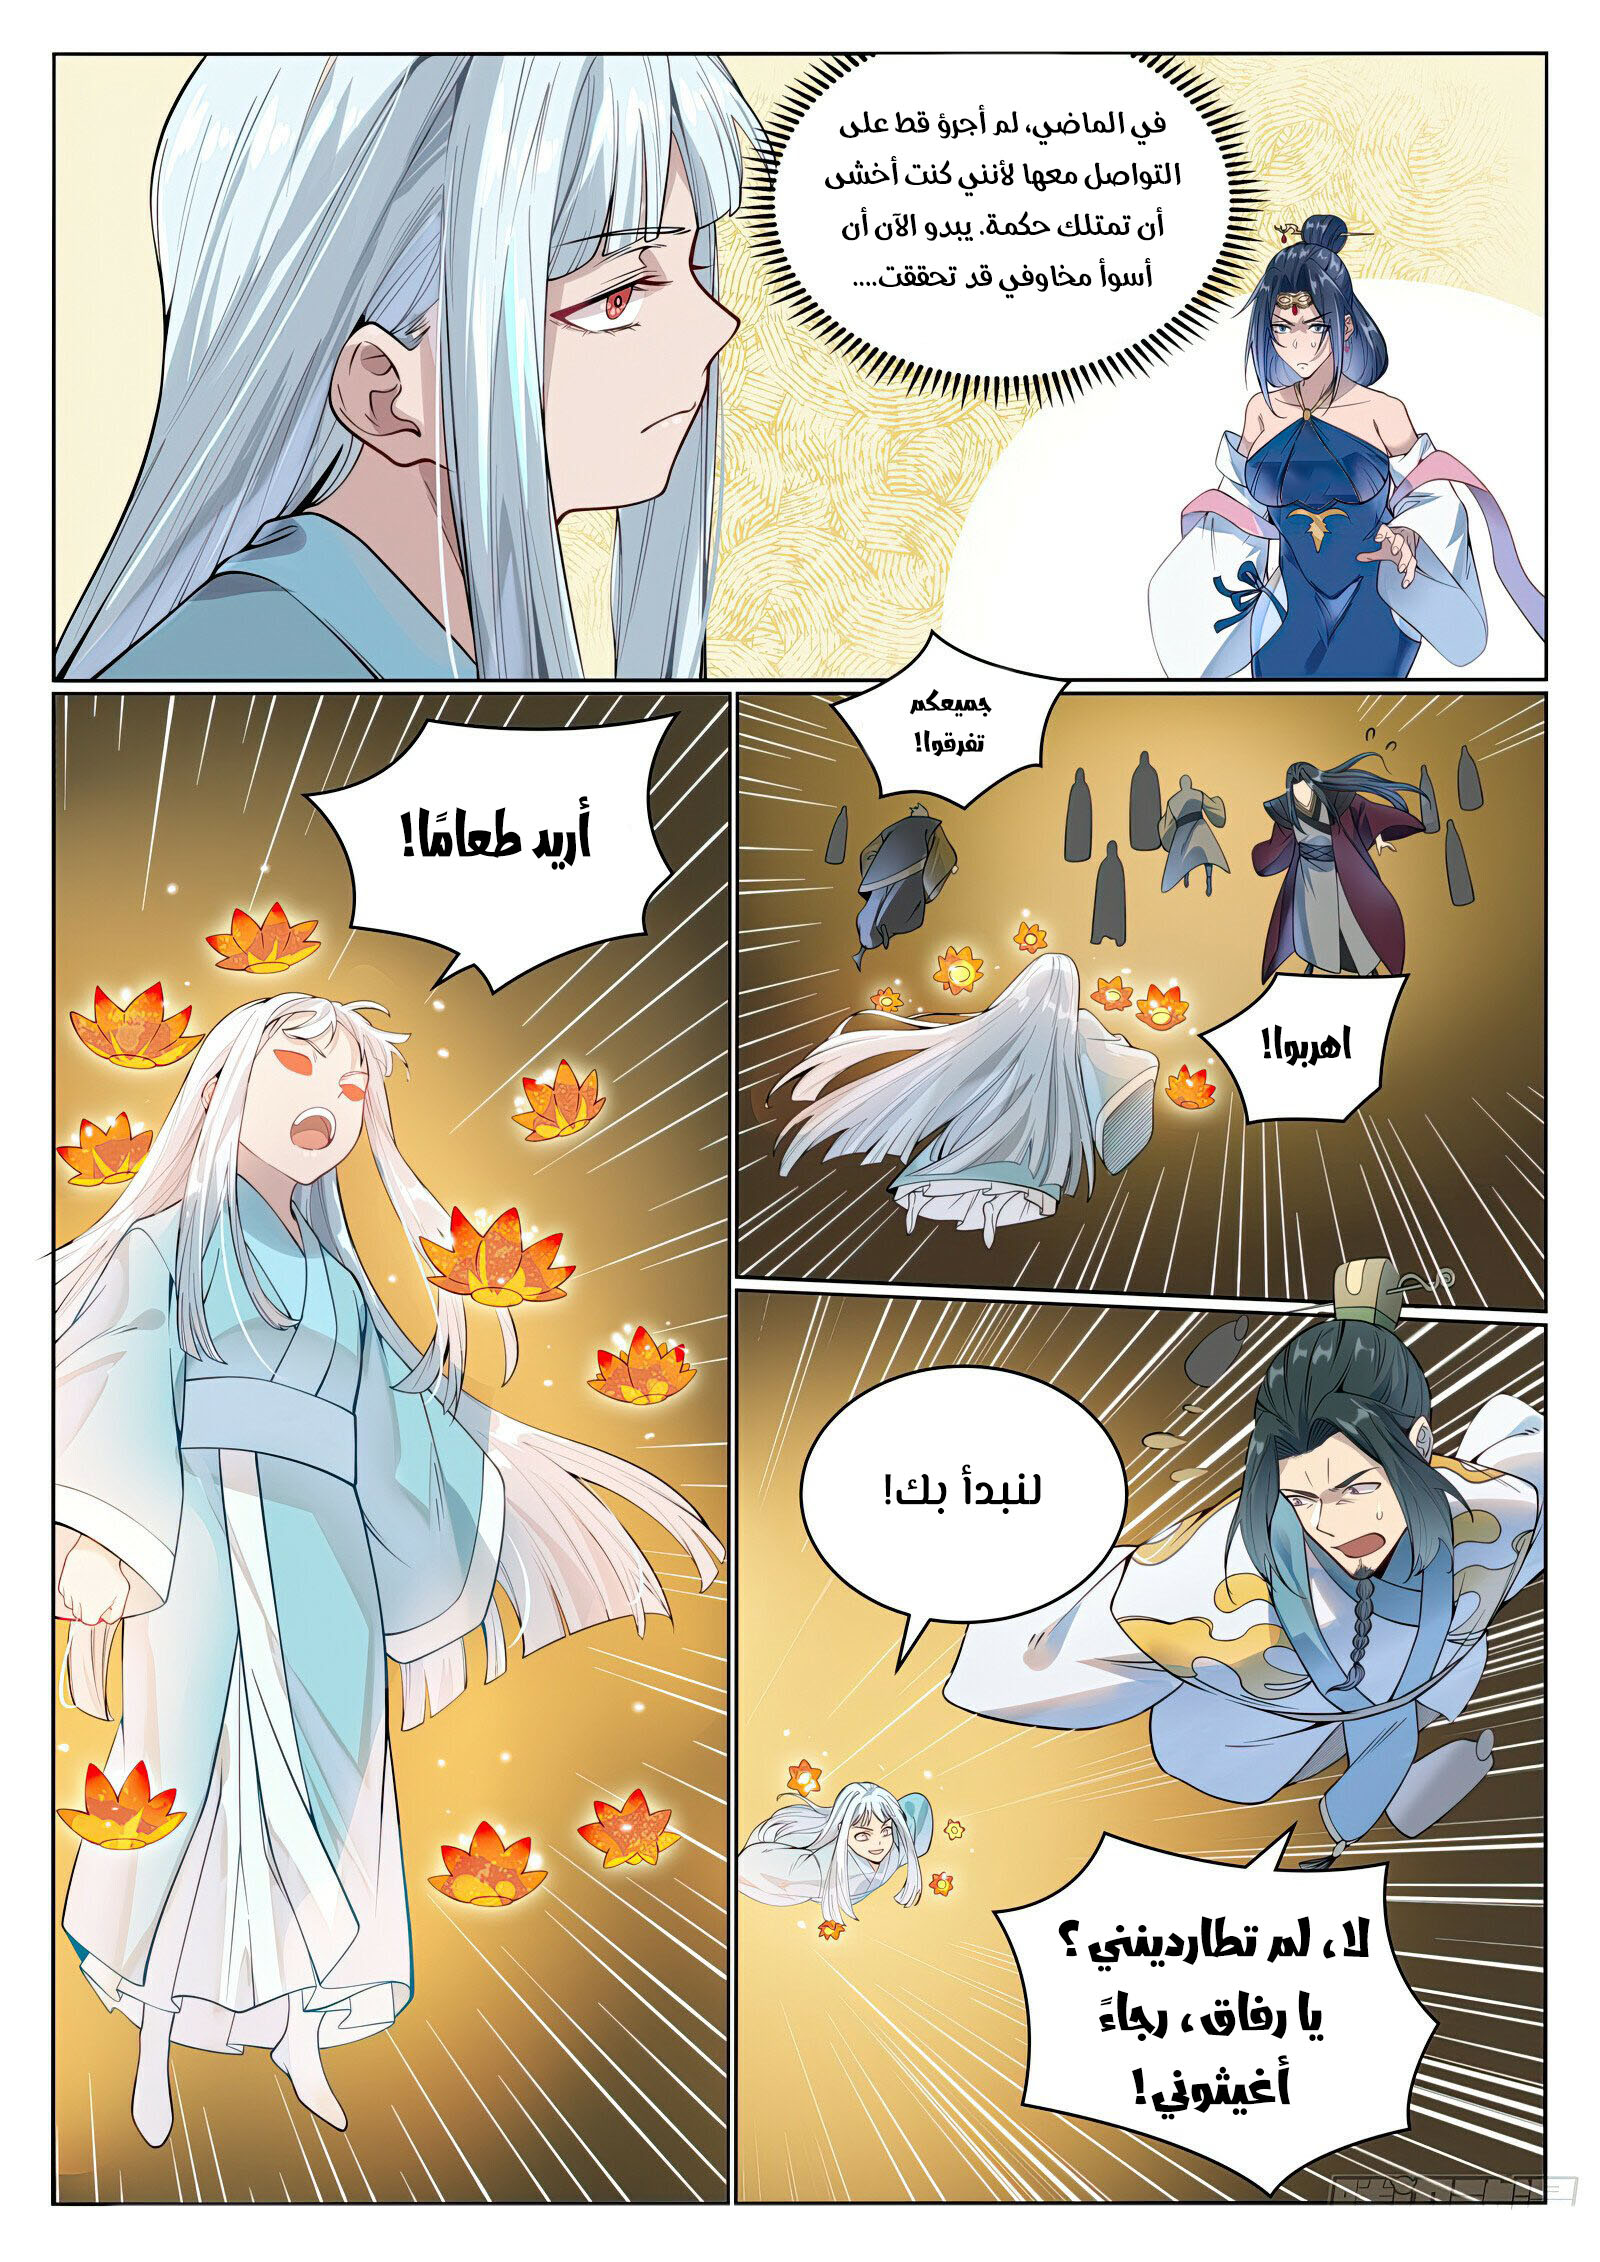 في الماضي، لم أجرؤ قط على
التواصل معها لأنني كنت أخشى
أن تمتلك حكمة. يبدو الآن أن
أسوأ مخاوفي قد تحققت....
جميعكم
تفرقوا!
اهربوا!
أريد طعامًا!
لنبدأ بك!
لا، لم تطاردينني؟
يا رفاق، رجاءً
أغيثوني!